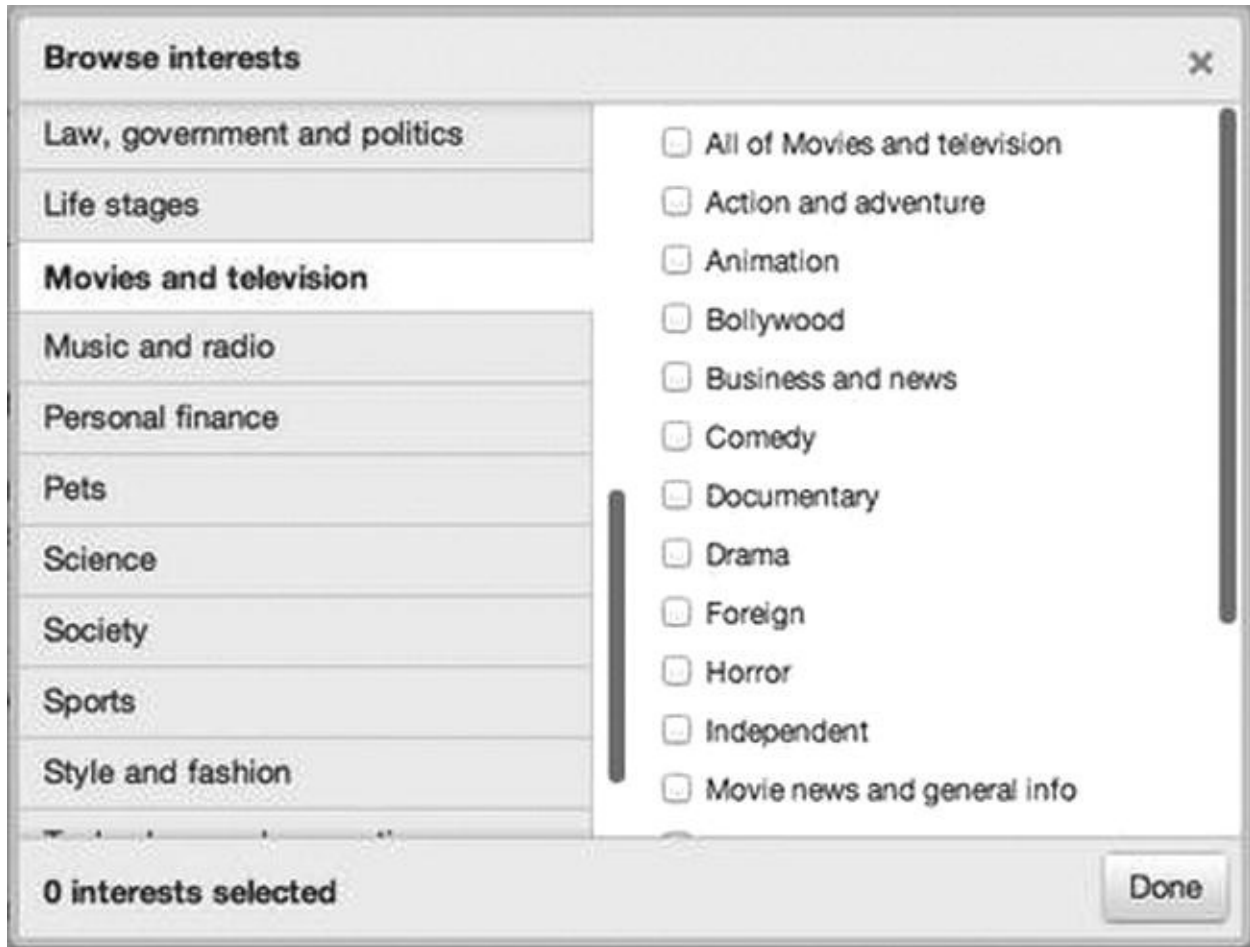 Browse interests
Law, government and politics
Life stages
Movies and television
Music and radio
Personal finance
Pets
Science
Society
Sports
Style and fashion
All of Movies and television
Action and adventure
Animation
Bollywood
Business and news
Comedy
Documentary
Drama
Foreign
Horror
Independent
Movie news and general info
0 interests selected
Done